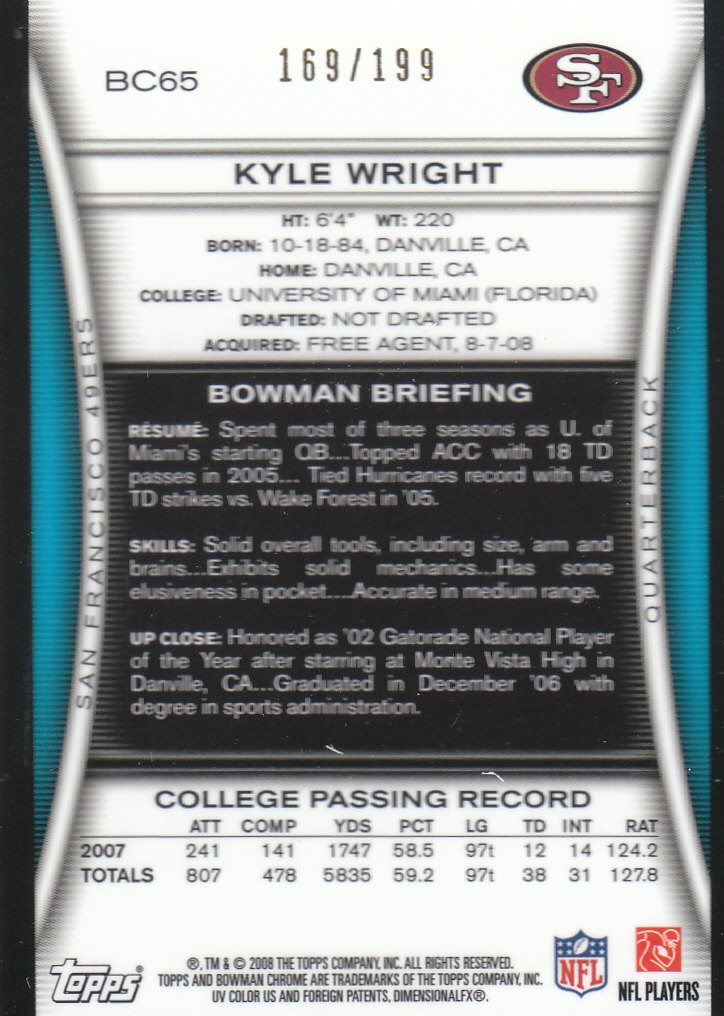 BC65
169/199
SF
KYLE WRIGHT
HT: 6'4" WT: 220
BORN: 10-18-84, DANVILLE, CA
HOME: DANVILLE, CA
COLLEGE: UNIVERSITY OF MIAMI (FLORIDA)
DRAFTED: NOT DRAFTED
ACQUIRED: FREE AGENT, 8-7-08
SAN FRANCISCO 49ERS
QUARTERBACK
BOWMAN BRIEFING
RÉSUMÉ: Spent most of three seasons as U. of
Miami's starting QB...Topped ACC with 18 TD
passes in 2005... Tied Hurricanes record with five
TD strikes vs. Wake Forest in '05.
SKILLS: Solid overall tools, including size, arm and
brains...Exhibits solid mechanics...Has some
elusiveness in pocket....Accurate in medium range.
UP CLOSE: Honored as '02 Gatorade National Player
of the Year after starring at Monte Vista High in
Danville, CA...Graduated in December '06 with
degree in sports administration.
COLLEGE PASSING RECORD
ATT COMP YDS PCT LG TD INT RAT
2007 241 141 1747 58.5 97t 12 14 124.2
TOTALS 807 478 5835 59.2 97t 38 31 127.8
Topps®
®, TM & © 2008 THE TOPPS COMPANY, INC. ALL RIGHTS RESERVED.
TOPPS AND BOWMAN CHROME ARE TRADEMARKS OF THE TOPPS COMPANY, INC.
UV COLOR US AND FOREIGN PATENTS, DIMENSIONALFX®.
NFL
NFL PLAYERS